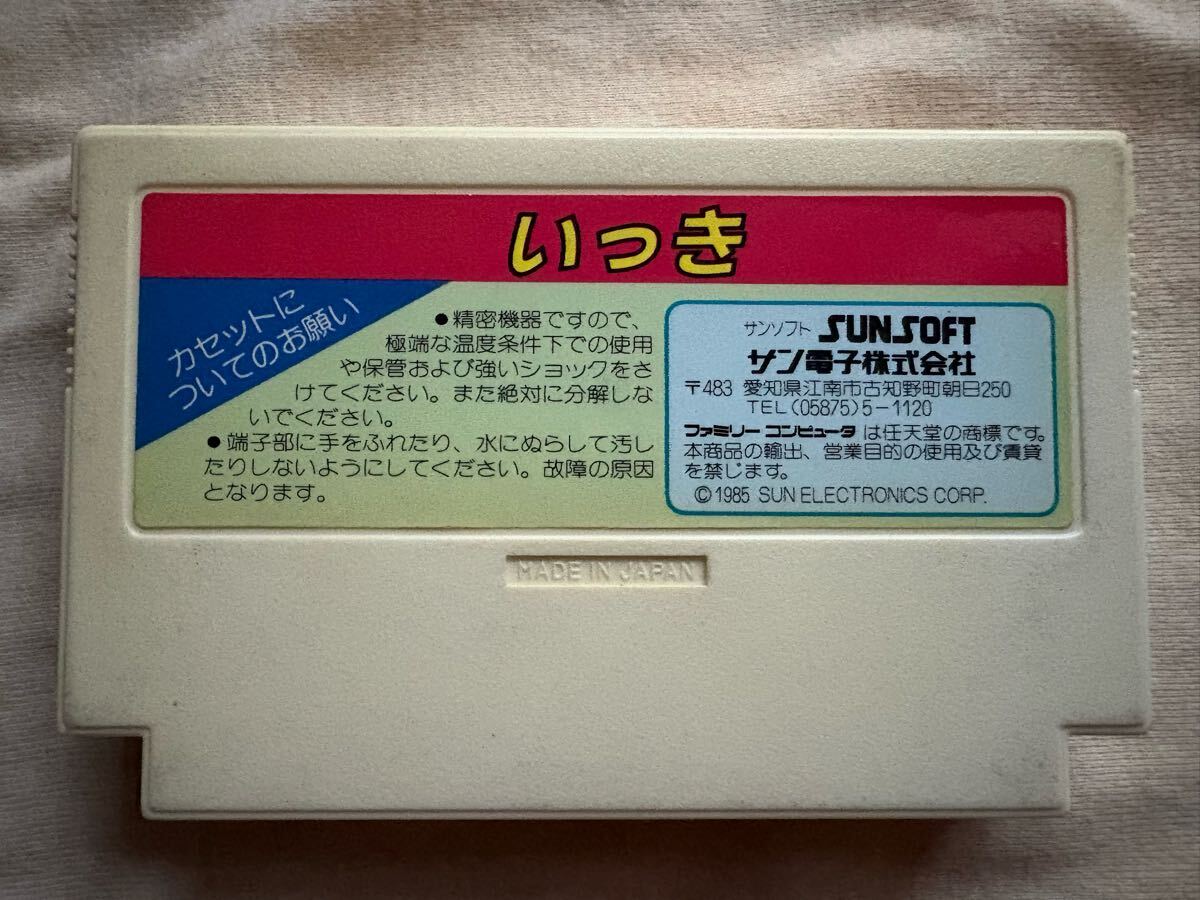 いっき
カセットに
ついてのお願い
●精密機器ですので、
極端な温度条件下での使用
や保管および強いショックをさ
けてください。また絶対に分解しな
いでください。
●端子部に手をふれたり、水にぬらして汚し
たりしないようにしてください。故障の原因
となります。
サンソフト SUNSOFT
サン電子株式会社
〒483 愛知県江南市古知野町朝日250
TEL(05875)5-1120
ファミリーコンピュータ は任天堂の商標です。
本商品の輸出、営業目的の使用及び賃貸
を禁じます。
©1985 SUN ELECTRONICS CORP.
MADE IN JAPAN